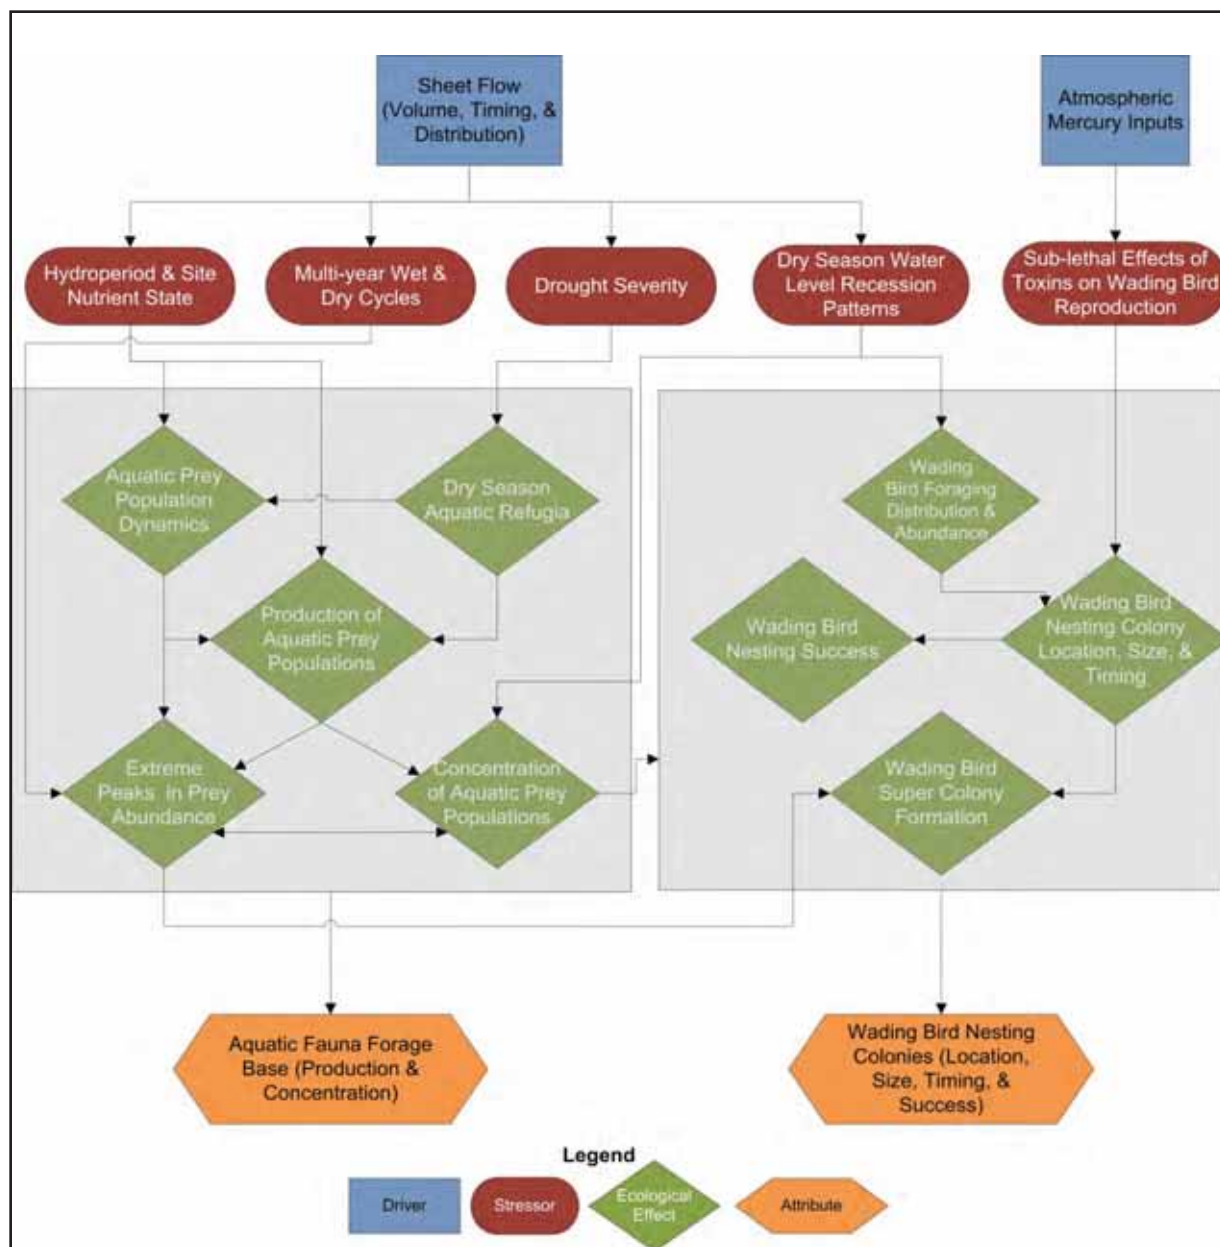 Sheet Flow
(Volume, Timing, &
Distribution)
Atmospheric
Mercury Inputs
Hydroperiod & Site
Nutrient State
Multi-year Wet &
Dry Cycles
Drought Severity
Dry Season Water
Level Recession
Patterns
Sub-lethal Effects of
Toxins on Wading Bird
Reproduction
Aquatic Prey
Population
Dynamics
Dry Season
Aquatic Refugia
Wading
Bird Foraging
Distribution &
Abundance
Production of
Aquatic Prey
Populations
Wading Bird
Nesting Success
Wading Bird
Nesting Colony
Location, Size, &
Timing
Extreme
Peaks in Prey
Abundance
Concentration
of Aquatic Prey
Populations
Wading Bird
Super Colony
Formation
Aquatic Fauna Forage
Base (Production &
Concentration)
Wading Bird Nesting
Colonies (Location,
Size, Timing, &
Success)
Legend
Driver
Stressor
Ecological
Effect
Attribute